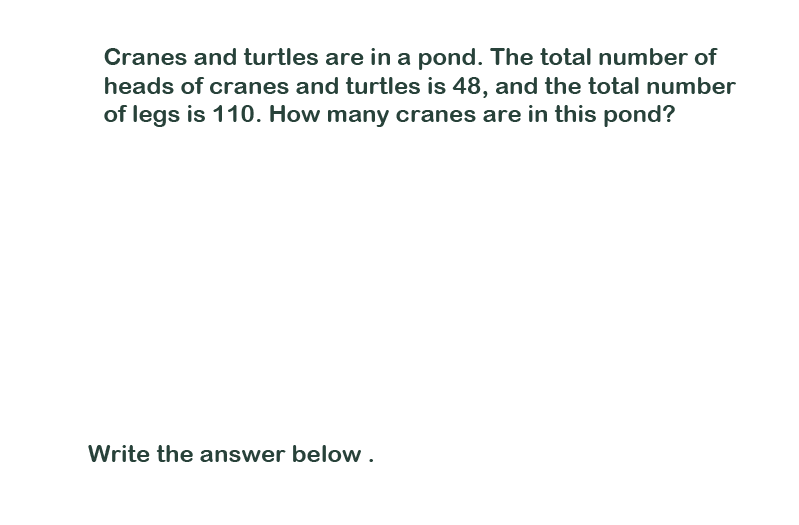 Cranes and turtles are in a pond. The total number of
heads of cranes and turtles is 48, and the total number
of legs is 110. How many cranes are in this pond?
Write the answer below .